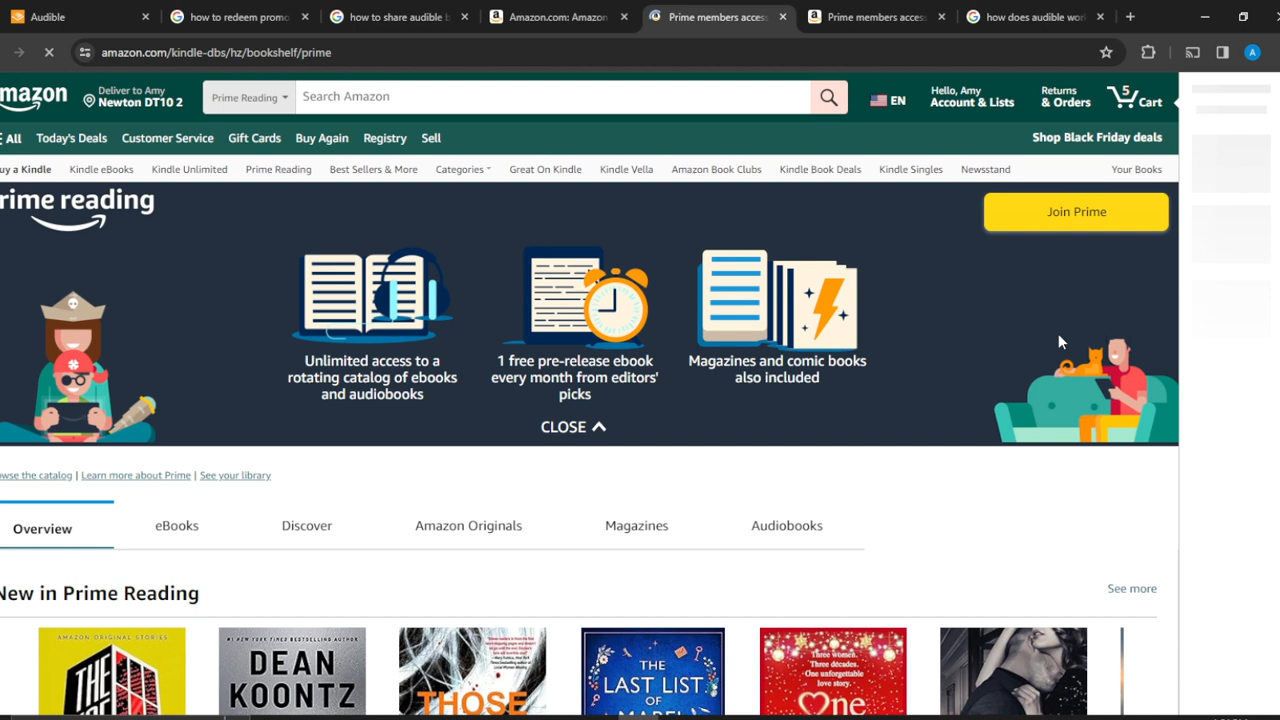 Audible
how to redeem promo
how to share audible b
Amazon.com: Amazon
Prime members acces
Prime members acces
how does audible wor
amazon.com/kindle-dbs/hz/bookshelf/prime
A
mazon
Deliver to Amy
Newton DT10 2
Prime Reading
Search Amazon
EN
Hello, Amy
Account & Lists
Returns
& Orders
5
Cart
All
Today's Deals
Customer Service
Gift Cards
Buy Again
Registry
Sell
Shop Black Friday deals
uy a Kindle
Kindle eBooks
Kindle Unlimited
Prime Reading
Best Sellers & More
Categories
Great On Kindle
Kindle Vella
Amazon Book Clubs
Kindle Book Deals
Kindle Singles
Newsstand
Your Books
rime reading
Join Prime
Unlimited access to a
rotating catalog of ebooks
and audiobooks
1 free pre-release ebook
every month from editors'
picks
Magazines and comic books
also included
CLOSE
owse the catalog | Learn more about Prime | See your library
Overview
eBooks
Discover
Amazon Originals
Magazines
Audiobooks
New in Prime Reading
See more
AMAZON ORIGINAL STORIES
THE
#1 NEW YORK TIMES BESTSELLING AUTHOR
DEAN
KOONTZ
THOSE
THE
LAST LIST
OF
Three women.
Three decades.
One unforgettable
love story.
One